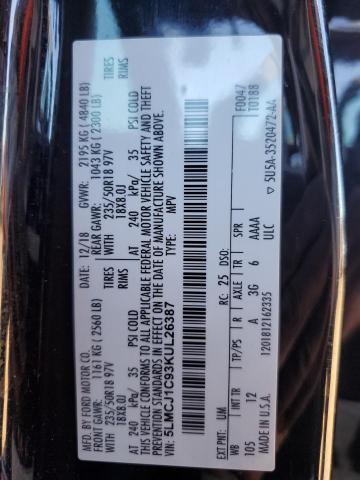 MFD. BY FORD MOTOR CO.
DATE: 12/18 GVWR: 2195 KG ( 4840 LB)
FRONT GAWR: 1161 KG ( 2560 LB) REAR GAWR: 1043 KG ( 2300 LB)
235/50R18 97V TIRES 235/50R18 97V TIRES
18X8.0J RIMS 18X8.0J RIMS
AT 240 kPa/ 35 PSI COLD AT 240 kPa/ 35 PSI COLD
THIS VEHICLE CONFORMS TO ALL APPLICABLE FEDERAL MOTOR VEHICLE SAFETY AND THEFT
PREVENTION STANDARDS IN EFFECT ON THE DATE OF MANUFACTURE SHOWN ABOVE.
VIN: 5LMCJ1C93KUL26387
TYPE: MPV
F0047
T0188
EXT PNT: UM RC: 25 DSO:
WB INT TR TP/PS R AXLE TR SPR
105 12 A 3G 6 AAAA
ULC
MADE IN U.S.A. 120181216 2335
5U5A-3520472-AA